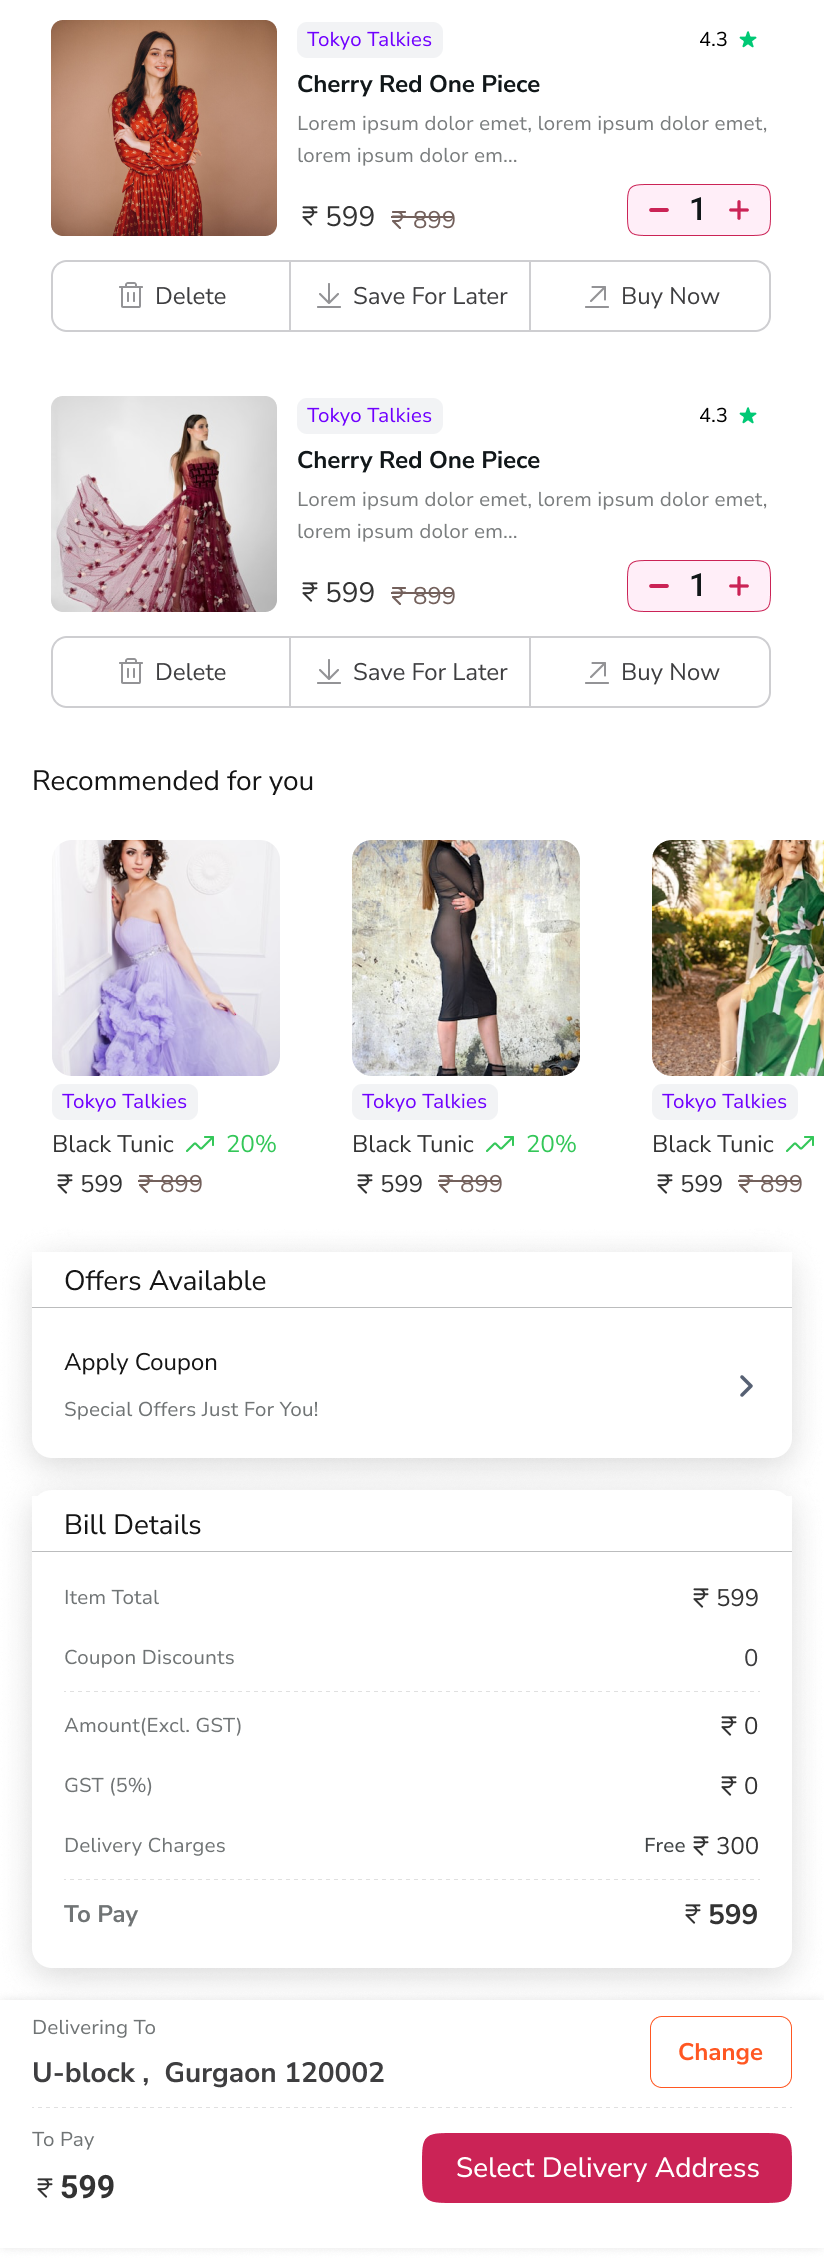 Tokyo Talkies 4.3
Cherry Red One Piece
Lorem ipsum dolor emet, lorem ipsum dolor emet,
lorem ipsum dolor em...
₹ 599 ₹ 899 1
Delete Save For Later Buy Now
Tokyo Talkies 4.3
Cherry Red One Piece
Lorem ipsum dolor emet, lorem ipsum dolor emet,
lorem ipsum dolor em...
₹ 599 ₹ 899 1
Delete Save For Later Buy Now
Recommended for you
Tokyo Talkies Tokyo Talkies Tokyo Talkies
Black Tunic 20% Black Tunic 20% Black Tunic
₹ 599 ₹ 899 ₹ 599 ₹ 899 ₹ 599 ₹ 899
Offers Available
Apply Coupon
Special Offers Just For You!
Bill Details
Item Total ₹ 599
Coupon Discounts 0
Amount(Excl. GST) ₹ 0
GST (5%) ₹ 0
Delivery Charges Free ₹ 300
To Pay ₹ 599
Delivering To
U-block , Gurgaon 120002
Change
To Pay
₹ 599
Select Delivery Address